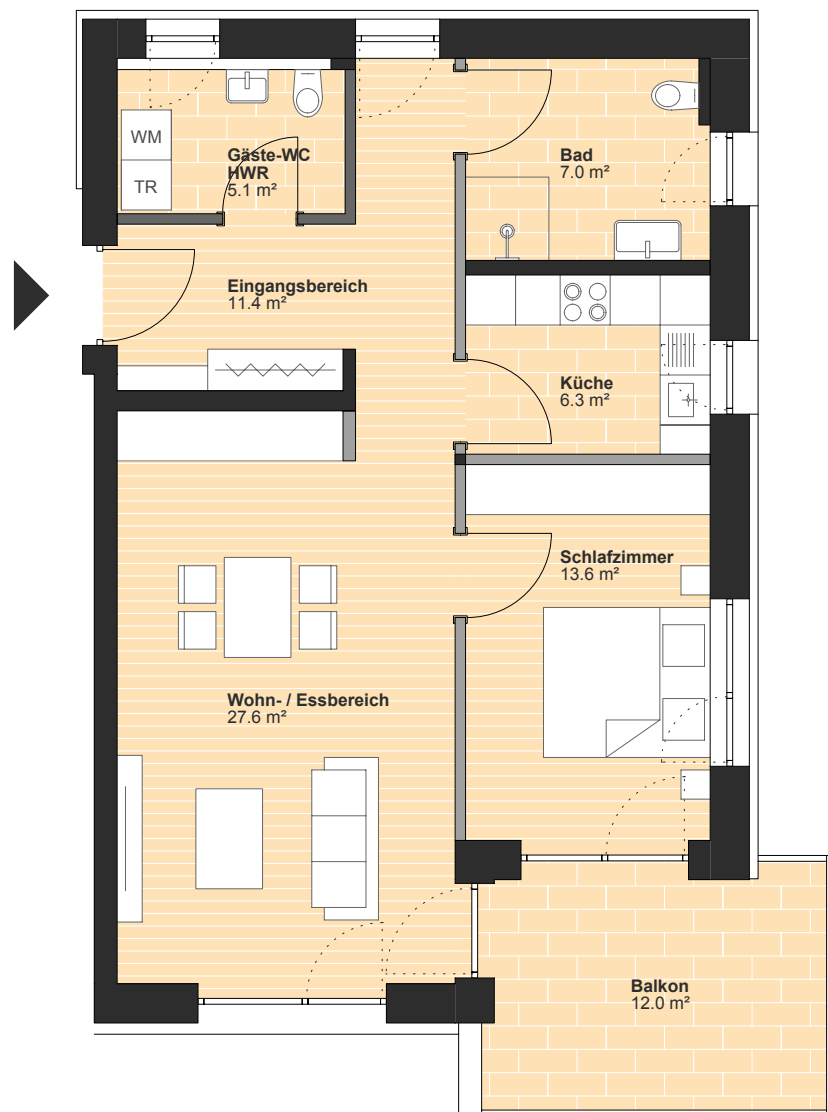 WM
TR
Gäste-WC
HWR
5.1 m²
Bad
7.0 m²
Eingangsbereich
11.4 m²
Küche
6.3 m²
Schlafzimmer
13.6 m²
Wohn- / Essbereich
27.6 m²
Balkon
12.0 m²